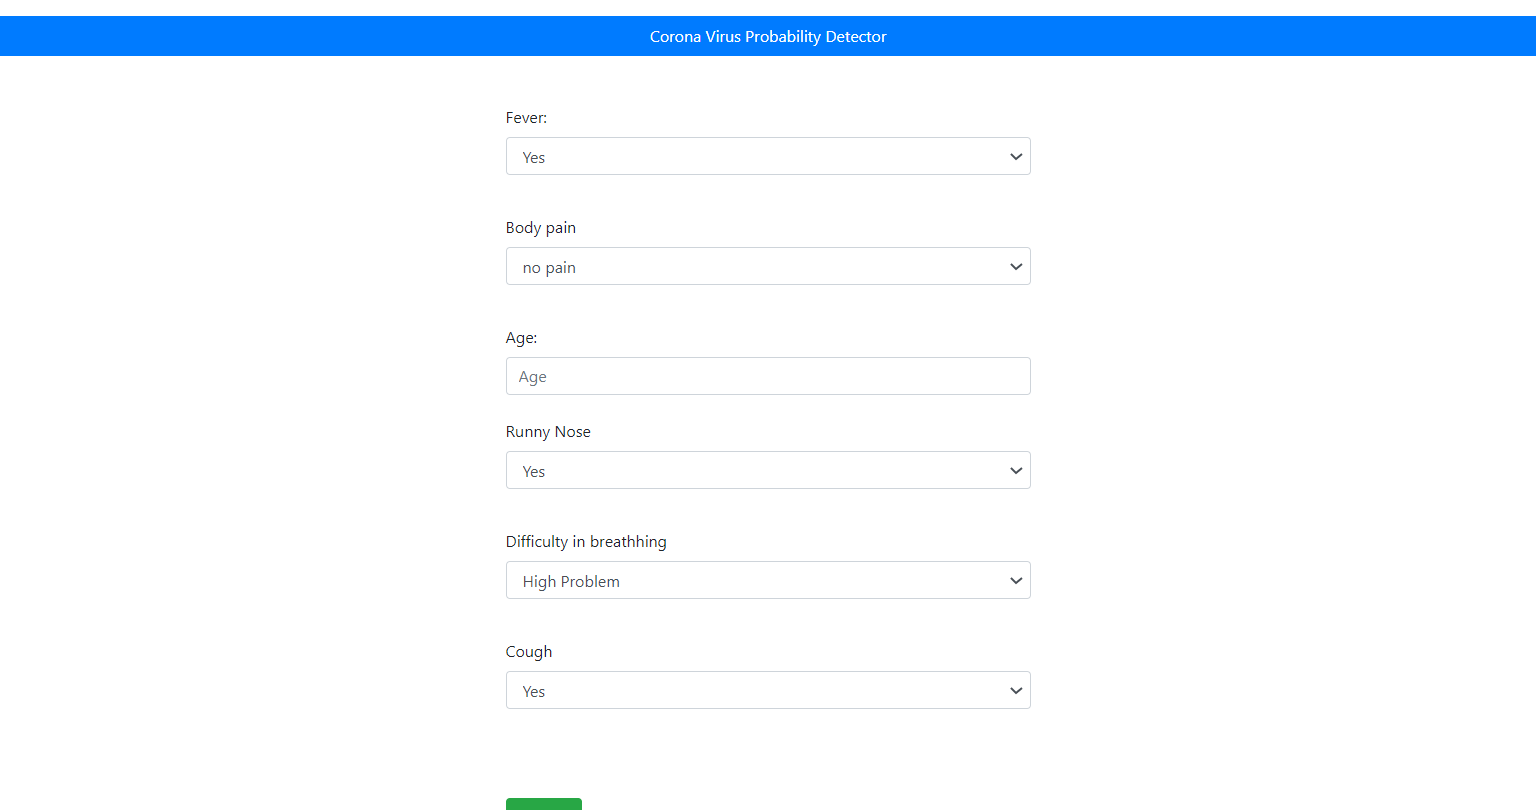 Corona Virus Probability Detector
Fever:
Yes
Body pain
no pain
Age:
Age
Runny Nose
Yes
Difficulty in breathhing
High Problem
Cough
Yes